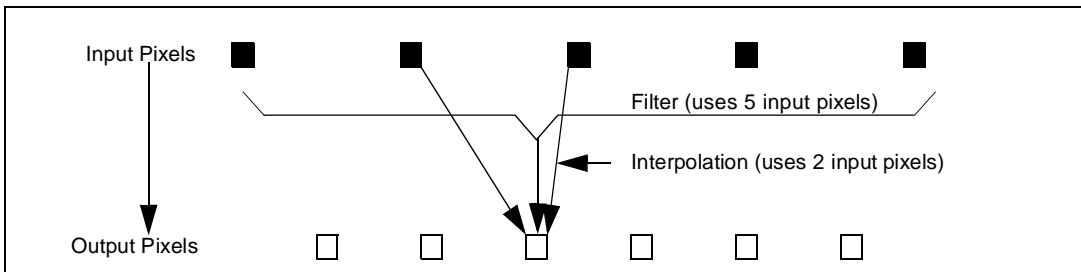 Input Pixels
Filter (uses 5 input pixels)
Interpolation (uses 2 input pixels)
Output Pixels